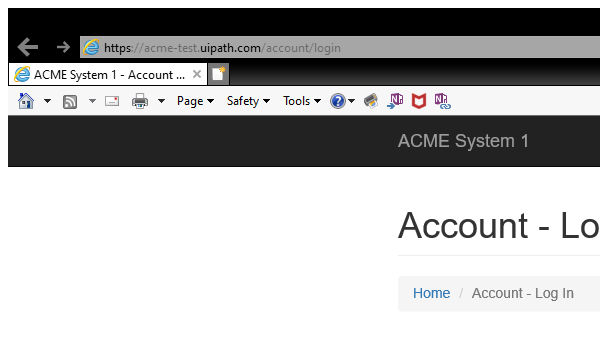 https://acme-test.uipath.com/account/login
ACME System 1 - Account ...
Page Safety Tools
ACME System 1
Account - Lo
Home / Account - Log In